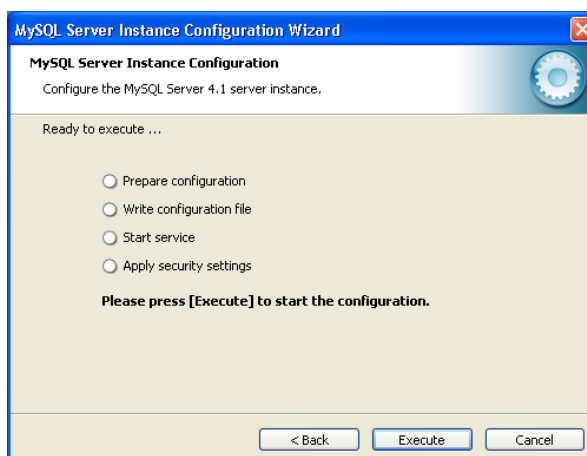 MySQL Server Instance Configuration Wizard
MySQL Server Instance Configuration
Configure the MySQL Server 4.1 server instance.
Ready to execute ...
Prepare configuration
Write configuration file
Start service
Apply security settings
Please press [Execute] to start the configuration.
< Back
Execute
Cancel